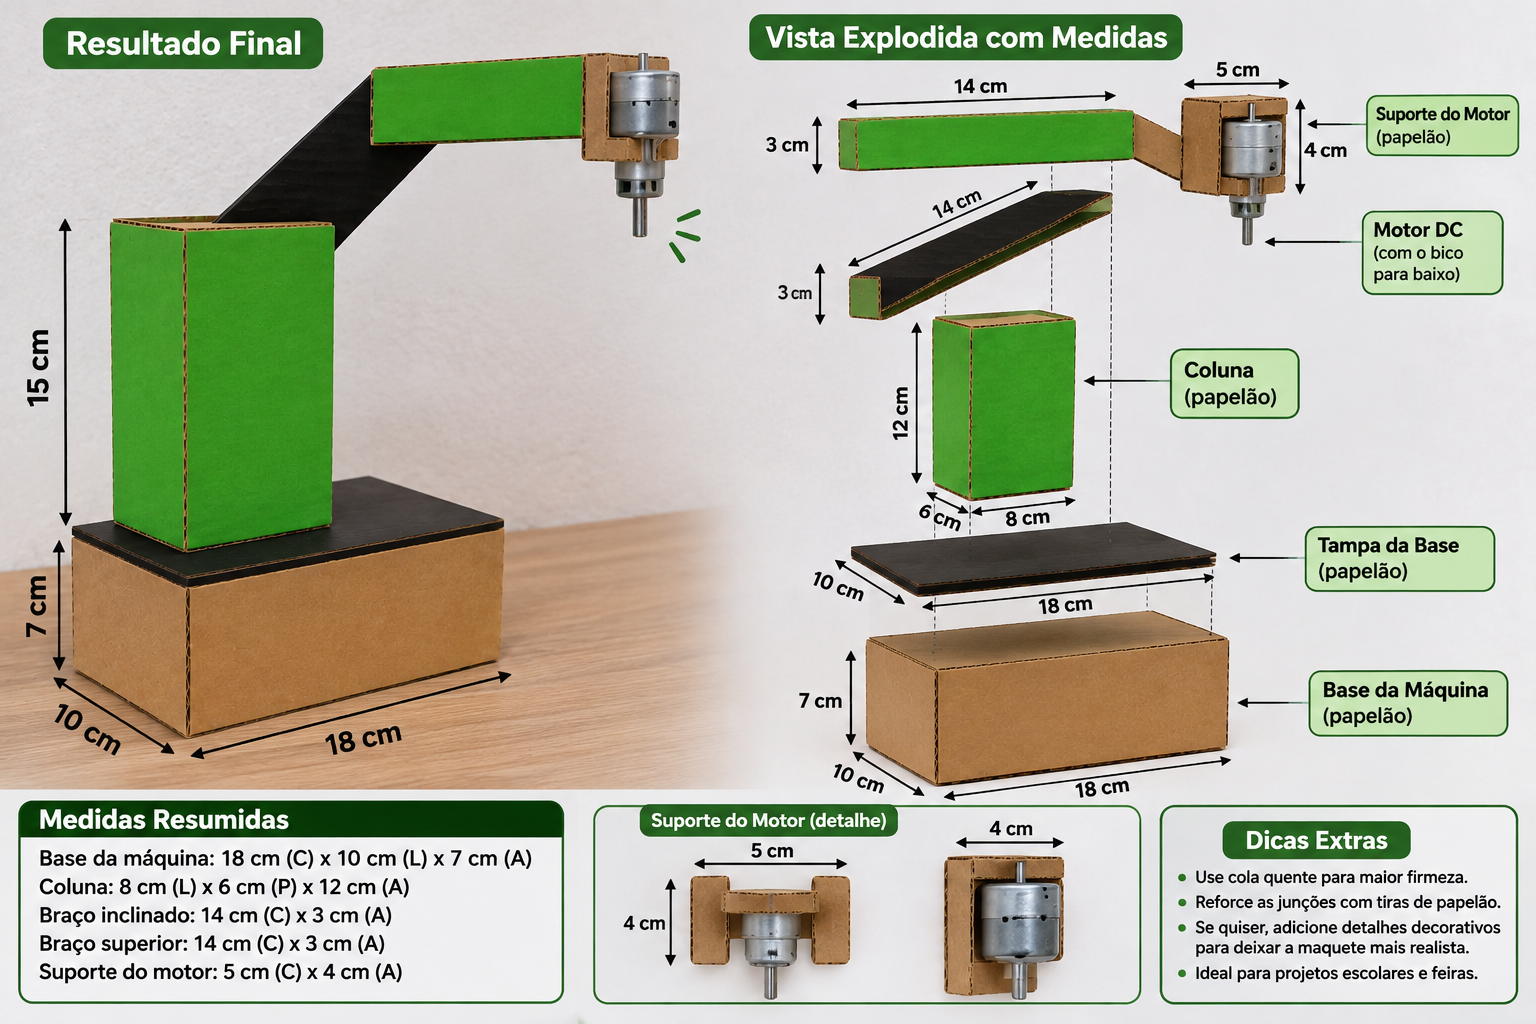 Resultado Final
15 cm
7 cm
10 cm
18 cm
Vista Explodida com Medidas
14 cm
5 cm
3 cm
4 cm
Suporte do Motor
(papelão)
14 cm
3 cm
Motor DC
(com o bico
para baixo)
12 cm
6 cm
8 cm
Coluna
(papelão)
10 cm
18 cm
Tampa da Base
(papelão)
7 cm
10 cm
18 cm
Base da Máquina
(papelão)
Medidas Resumidas
Base da máquina: 18 cm (C) x 10 cm (L) x 7 cm (A)
Coluna: 8 cm (L) x 6 cm (P) x 12 cm (A)
Braço inclinado: 14 cm (C) x 3 cm (A)
Braço superior: 14 cm (C) x 3 cm (A)
Suporte do motor: 5 cm (C) x 4 cm (A)
Suporte do Motor (detalhe)
5 cm
4 cm
4 cm
Dicas Extras
• Use cola quente para maior firmeza.
• Reforce as junções com tiras de papelão.
• Se quiser, adicione detalhes decorativos
para deixar a maquete mais realista.
• Ideal para projetos escolares e feiras.